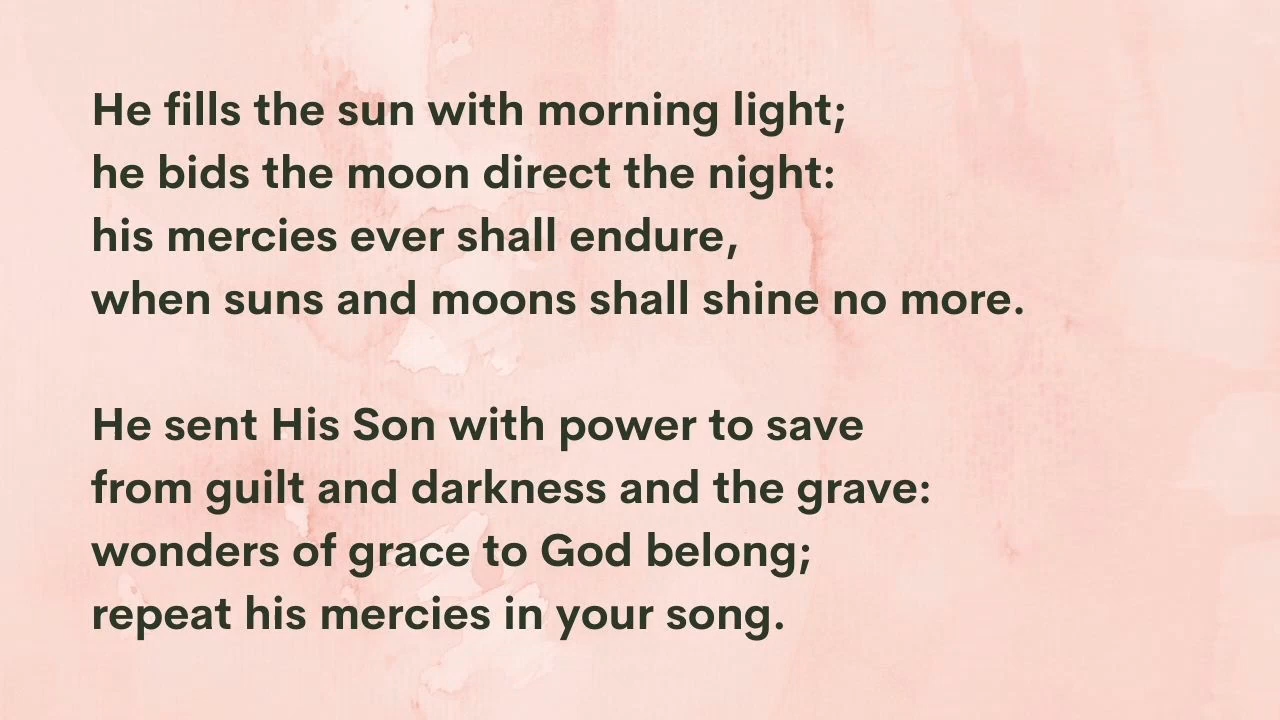 He fills the sun with morning light;
he bids the moon direct the night:
his mercies ever shall endure,
when suns and moons shall shine no more.
He sent His Son with power to save
from guilt and darkness and the grave:
wonders of grace to God belong;
repeat his mercies in your song.